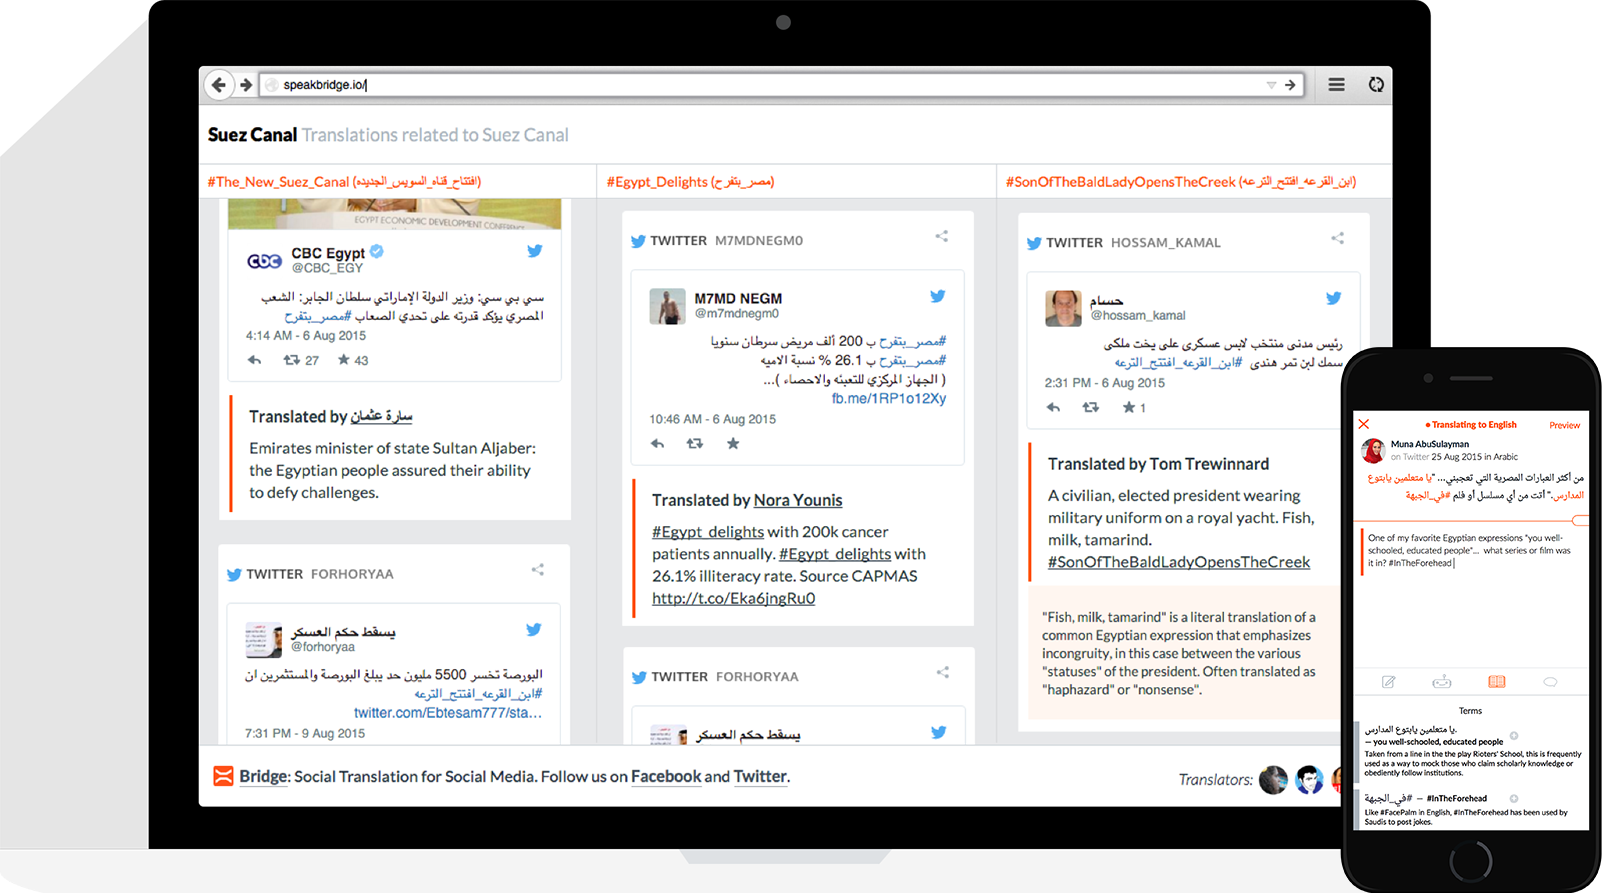 speakbridge.io/
Suez Canal Translations related to Suez Canal
#The_New_Suez_Canal (افتتاح_قناه_السويس_الجديده)
EGYPT ECONOMIC DEVELOPMENT CONFERENCE
CBC
CBC Egypt
@CBC_EGY
سي بي سي: وزير الدولة الإماراتي سلطان الجابر: الشعب
المصري يؤكد قدرته على تحدي الصعاب #مصر_بتفرح
4:14 AM - 6 Aug 2015
27 43
Translated by سارة عثمان
Emirates minister of state Sultan Aljaber:
the Egyptian people assured their ability
to defy challenges.
TWITTER FORHORYAA
يسقط حكم العسكر
@forhoryaa
البورصة تخسر 5500 مليون حد يبلغ البورصة والمستثمرين ان
#ابن_القرعه_افتتح_الترعه
twitter.com/Ebtesam777/sta...
7:31 PM - 9 Aug 2015
#Egypt_Delights (مصر_بتفرح)
TWITTER M7MDNEGM0
M7MD NEGM
@m7mdnegm0
#مصر_بتفرح ب 200 ألف مريض سرطان سنويا
#مصر_بتفرح ب 26.1 % نسبة الاميه
( الجهاز المركزي للتعبئه والاحصاء )...
fb.me/1RP1o12Xy
10:46 AM - 6 Aug 2015
Translated by Nora Younis
#Egypt_delights with 200k cancer
patients annually. #Egypt_delights with
26.1% illiteracy rate. Source CAPMAS
http://t.co/Eka6jngRu0
TWITTER FORHORYAA
يسقط حكم العسكر
#SonOfTheBaldLadyOpensTheCreek (ابن_القرعه_افتتح_الترعه)
TWITTER HOSSAM_KAMAL
حسام
@hossam_kamal
رئيس مدنى منتخب لابس عسكرى على يخت ملكى
سمك لبن تمر هندى #ابن_القرعه_افتتح_الترعه
2:31 PM - 6 Aug 2015
1
Translated by Tom Trewinnard
A civilian, elected president wearing
military uniform on a royal yacht. Fish,
milk, tamarind.
#SonOfTheBaldLadyOpensTheCreek
"Fish, milk, tamarind" is a literal translation of a
common Egyptian expression that emphasizes
incongruity, in this case between the various
"statuses" of the president. Often translated as
"haphazard" or "nonsense".
Bridge: Social Translation for Social Media. Follow us on Facebook and Twitter.
Translators:
Translating to English
Preview
Muna AbuSulayman
on Twitter 25 Aug 2015 in Arabic
من أكثر العبارات المصرية التي تعجبني... "يا متعلمين يابتوع
المدارس." أتت من أي مسلسل أو فلم #في_الجبهة
One of my favorite Egyptian expressions "you well-
schooled, educated people"... what series or film was
it in? #InTheForehead
Terms
يا متعلمين يابتوع المدارس.
— you well-schooled, educated people
Taken from a line in the the play Rioters' School, this is frequently
used as a way to mock those who claim scholarly knowledge or
obediently follow institutions.
#في_الجبهة — #InTheForehead
Like #FacePalm in English, #InTheForehead has been used by
Saudis to post jokes.